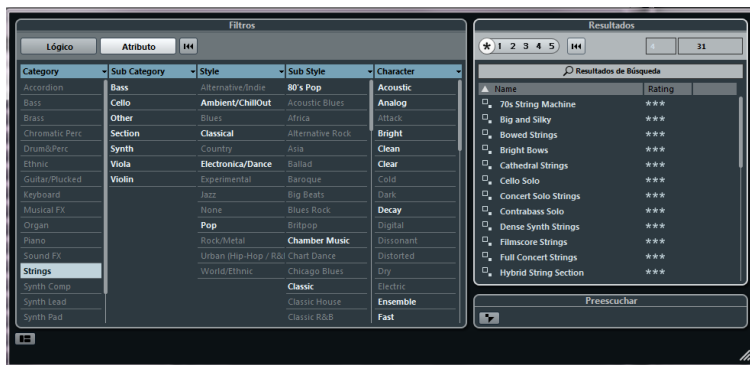 Filtros
Lógico Atributo
Category Sub Category Style Sub Style Character
Accordion Bass Alternative/Indie 80's Pop Acoustic
Bass Cello Ambient/ChillOut Acoustic Blues Analog
Brass Other Blues Africa Attack
Chromatic Perc Section Classical Alternative Rock Bright
Drum&Perc Synth Country Asia Clean
Ethnic Viola Electronica/Dance Ballad Clear
Guitar/Plucked Violin Experimental Baroque Cold
Keyboard Jazz Big Beats Dark
Musical FX None Blues Rock Decay
Organ Pop Britpop Digital
Piano Rock/Metal Chamber Music Dissonant
Sound FX Urban (Hip-Hop / R&I Chart Dance Distorted
Strings World/Ethnic Chicago Blues Dry
Synth Comp Classic Electric
Synth Lead Classic House Ensemble
Synth Pad Classic R&B Fast
Resultados
* 1 2 3 4 5 31
Resultados de Búsqueda
Name Rating
70s String Machine ***
Big and Silky ***
Bowed Strings ***
Bright Bows ***
Cathedral Strings ***
Cello Solo ***
Concert Solo Strings ***
Contrabass Solo ***
Dense Synth Strings ***
Filmscore Strings ***
Full Concert Strings ***
Hybrid String Section ***
Preescuchar